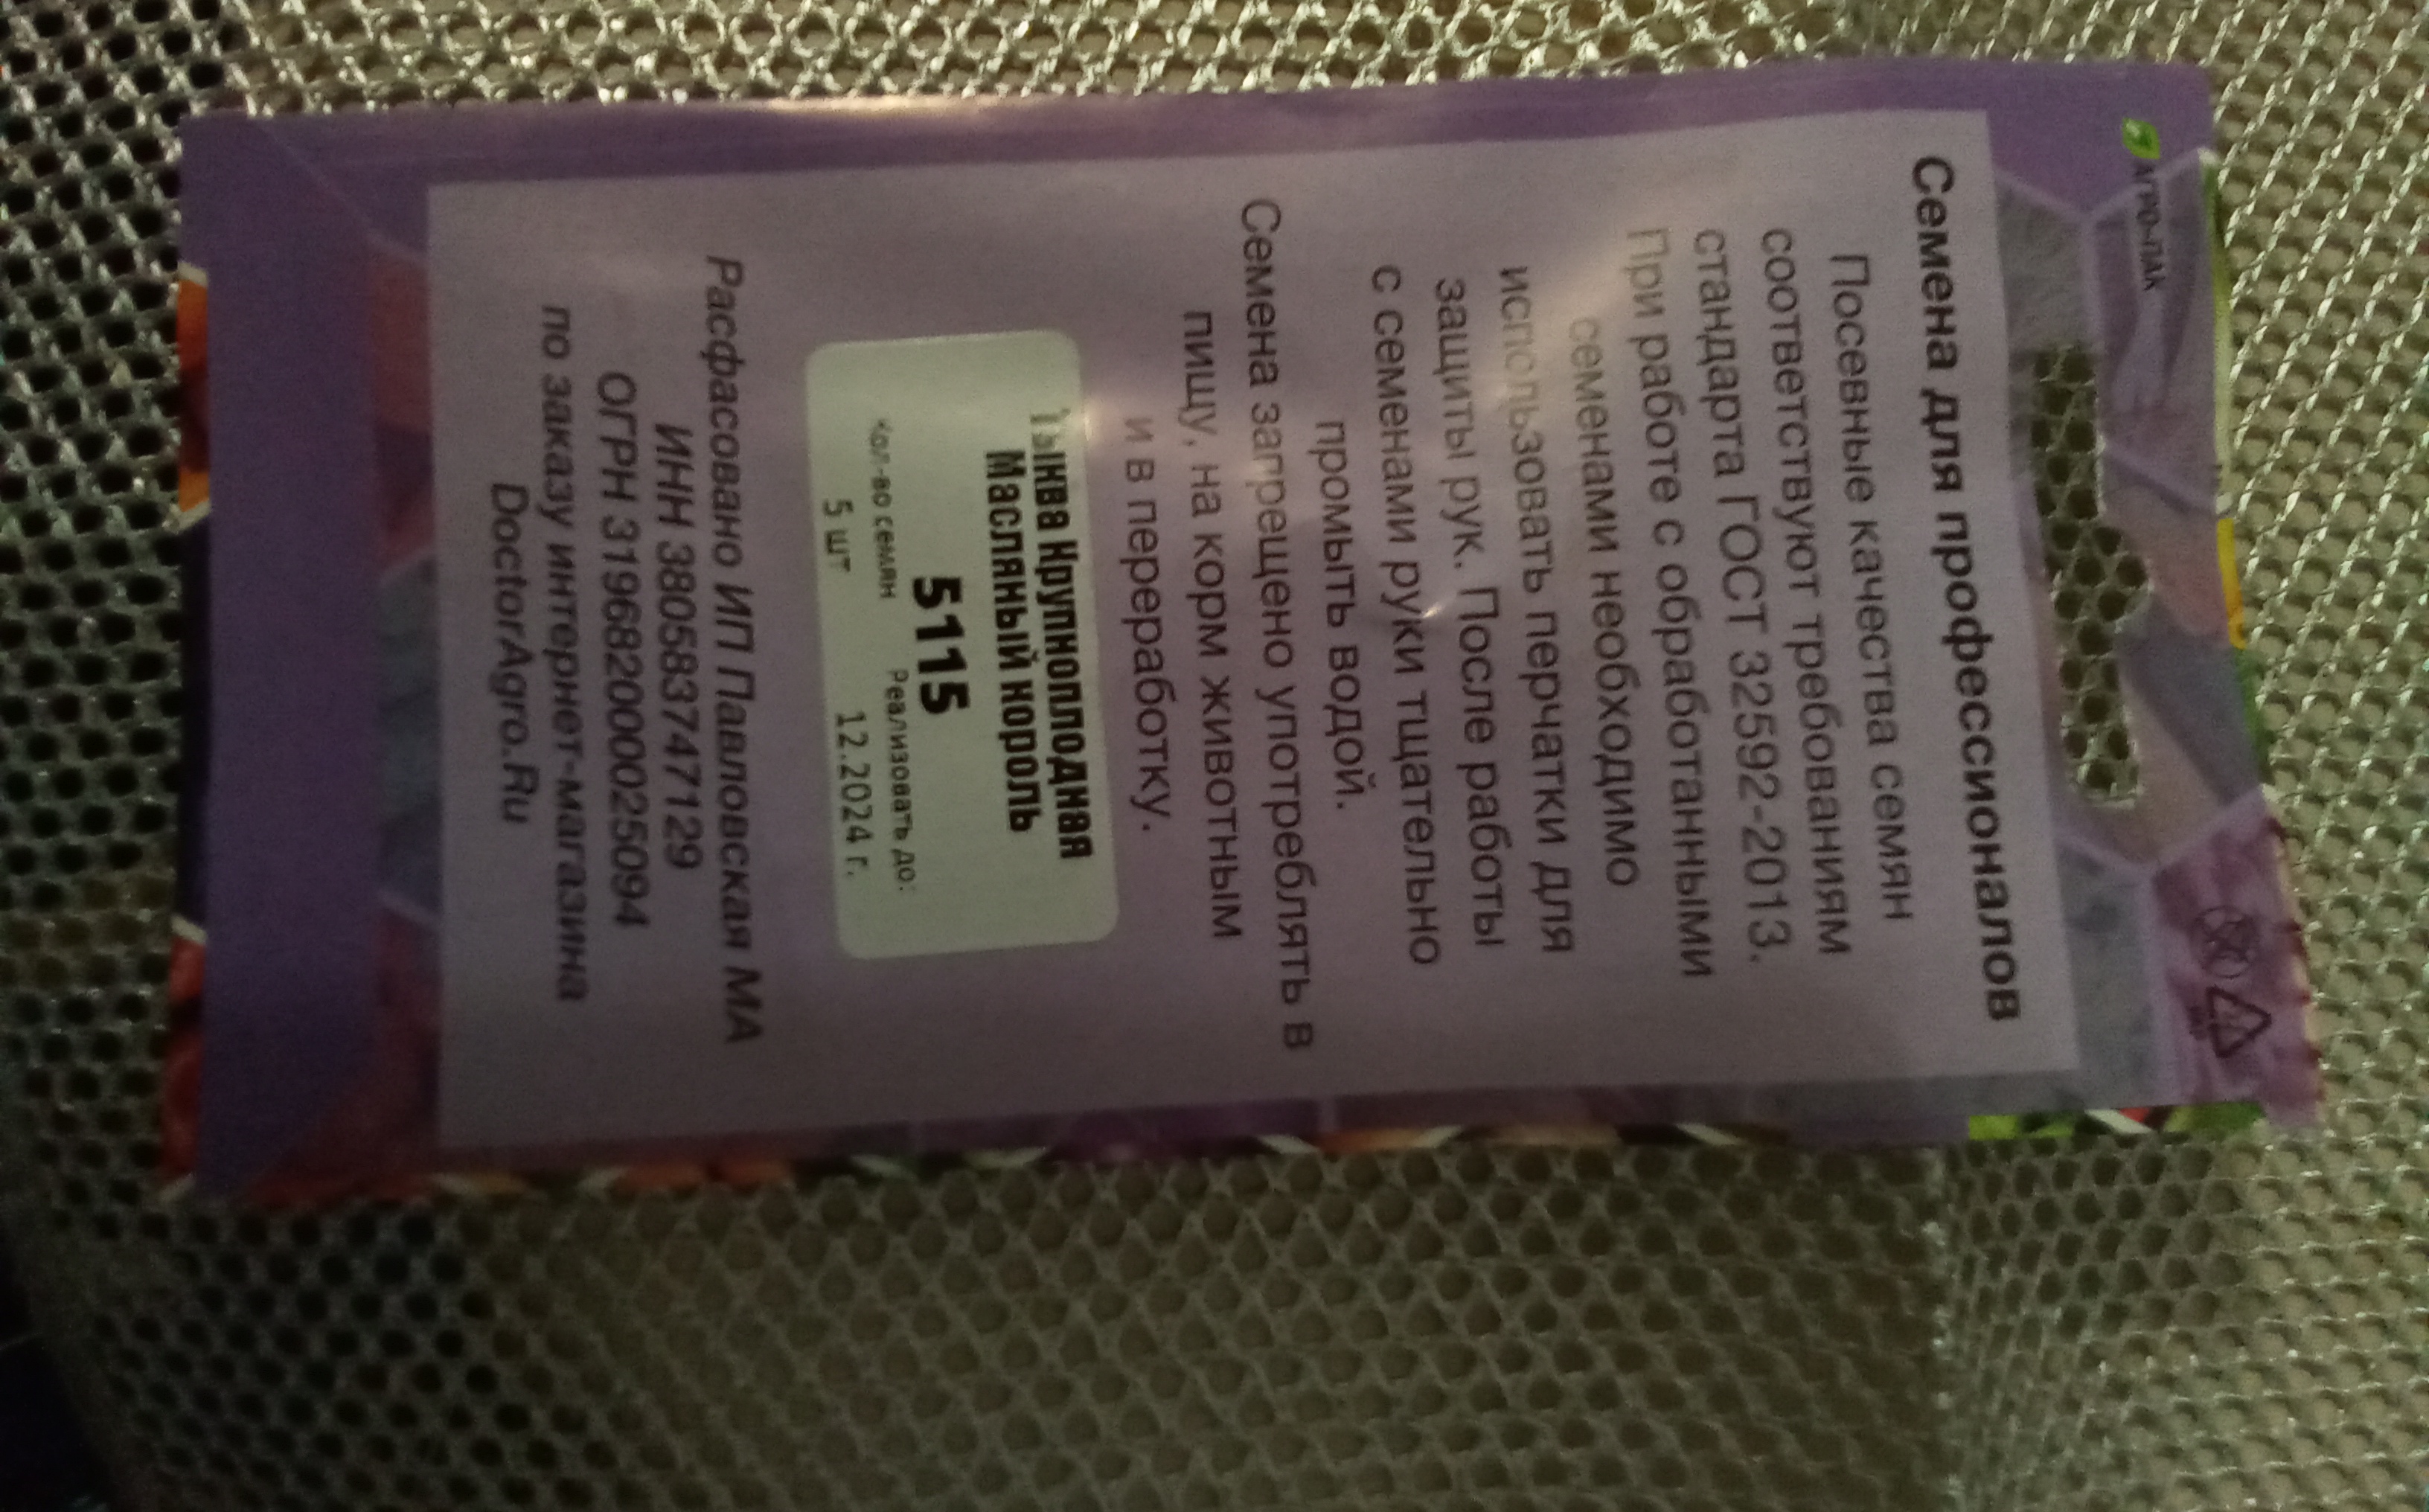 АГРО-ПАК
Семена для профессионалов
Посевные качества семян
соответствуют требованиям
стандарта ГОСТ 32592-2013.
При работе с обработанными
семенами необходимо
использовать перчатки для
защиты рук. После работы
с семенами руки тщательно
промыть водой.
Семена запрещено употреблять в
пищу, на корм животным
и в переработку.
Тыква Крупноплодная
Масляный король
5115
Кол-во семян Реализовать до:
5 шт 12.2024 г.
Расфасовано ИП Павловская МА
ИНН 380583747129
ОГРН 319682000025094
по заказу интернет-магазина
DoctorAgro.Ru